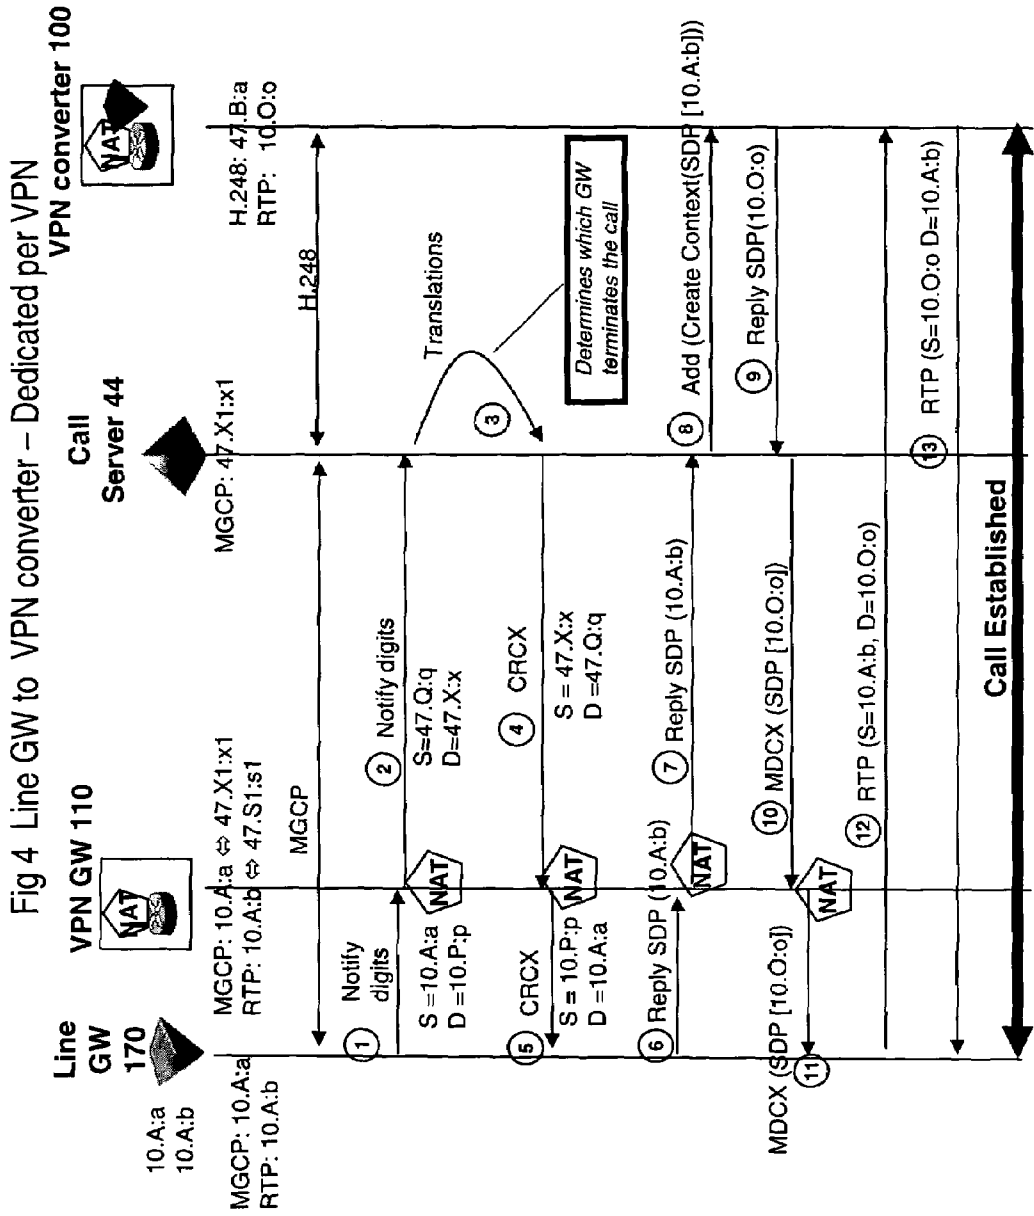 Fig 4 Line GW to VPN converter – Dedicated per VPN
Line
GW
170
10.A:a
10.A:b
VPN GW 110
NAT
Call
Server 44
VPN converter 100
NAT
MGCP: 10.A:a
RTP: 10.A:b
MGCP: 10.A:a ⇔ 47.X1:x1
RTP: 10.A:b ⇔ 47.S1:s1
MGCP: 47.X1:x1
H.248: 47.B:a
RTP: 10.O:o
MGCP
H.248
1 Notify
digits
S =10.A:a
D =10.P:p
NAT
2 Notify digits
S=47.Q:q
D=47.X:x
Translations
3
Determines which GW
terminates the call
4 CRCX
S = 47.X:x
D =47.Q:q
NAT
5 CRCX
S = 10.P:p
D =10.A:a
6 Reply SDP (10.A:b)
NAT
7 Reply SDP (10.A:b)
8 Add (Create Context(SDP [10.A:b]))
9 Reply SDP(10.O:o)
10 MDCX (SDP [10.O:o])
NAT
MDCX (SDP [10.O:o])
11
12 RTP (S=10.A:b, D=10.O:o)
13 RTP (S=10.O:o D=10.A:b)
Call Established